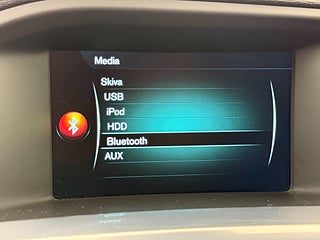 Media
Skiva
USB
iPod
HDD
Bluetooth
AUX